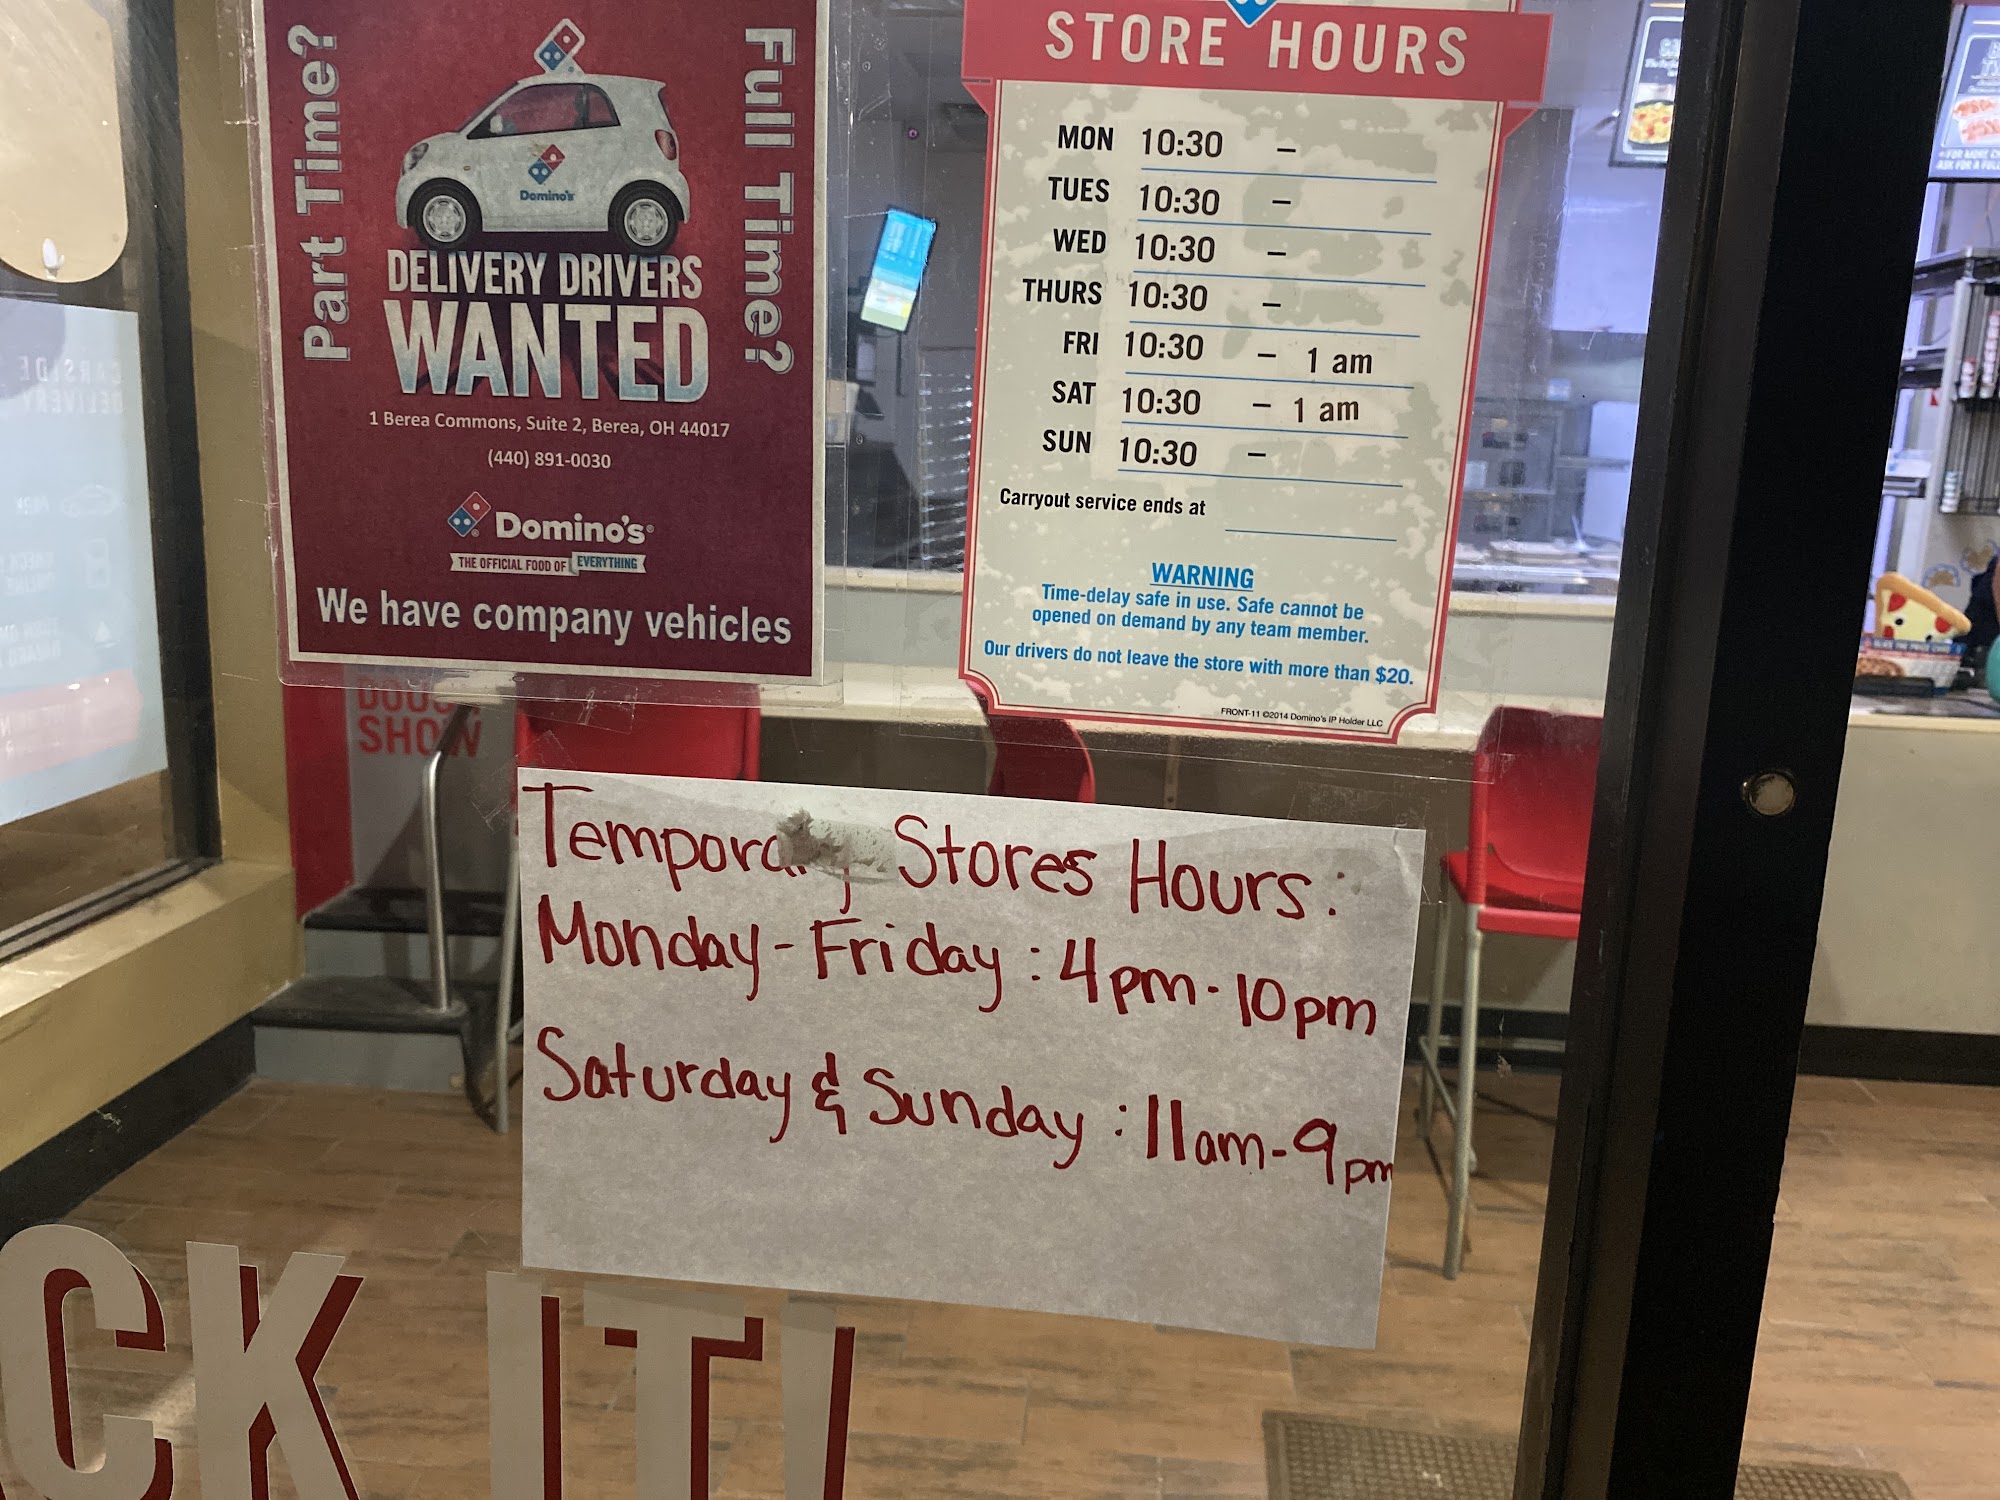 Part Time?
Full Time?
Domino's
DELIVERY DRIVERS
WANTED
1 Berea Commons, Suite 2, Berea, OH 44017
(440) 891-0030
Domino's®
THE OFFICIAL FOOD OF EVERYTHING
We have company vehicles
STORE HOURS
MON 10:30 –
TUES 10:30 –
WED 10:30 –
THURS 10:30 –
FRI 10:30 – 1 am
SAT 10:30 – 1 am
SUN 10:30 –
Carryout service ends at
WARNING
Time-delay safe in use. Safe cannot be
opened on demand by any team member.
Our drivers do not leave the store with more than $20.
FRONT-11 ©2014 Domino's IP Holder LLC
SHOW
Temporary Stores Hours:
Monday-Friday: 4pm-10pm
Saturday & Sunday: 11am-9pm
CK IT!
CARSIDE
DELIVERY